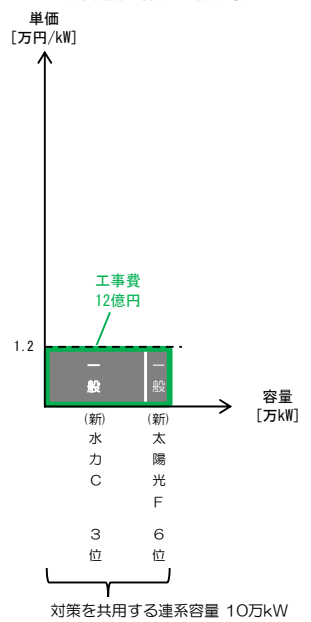 単価
[万円/kW]
工事費
12億円
1.2
一般
一般
容量
[万kW]
(新)水力C 3位
(新)太陽光F 6位
対策を共用する連系容量 10万kW